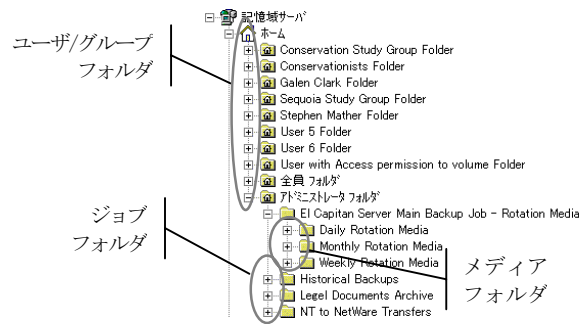 記憶域サーバ
ホーム
ユーザ/グループ
フォルダ
Conservation Study Group Folder
Conservationists Folder
Galen Clark Folder
Sequoia Study Group Folder
Stephen Mather Folder
User 5 Folder
User 6 Folder
User with Access permission to volume Folder
全員 フォルダ
アドミニストレータ フォルダ
El Capitan Server Main Backup Job - Rotation Media
Daily Rotation Media
Monthly Rotation Media
Weekly Rotation Media
ジョブ
フォルダ
メディア
フォルダ
Historical Backups
Legel Documents Archive
NT to NetWare Transfers